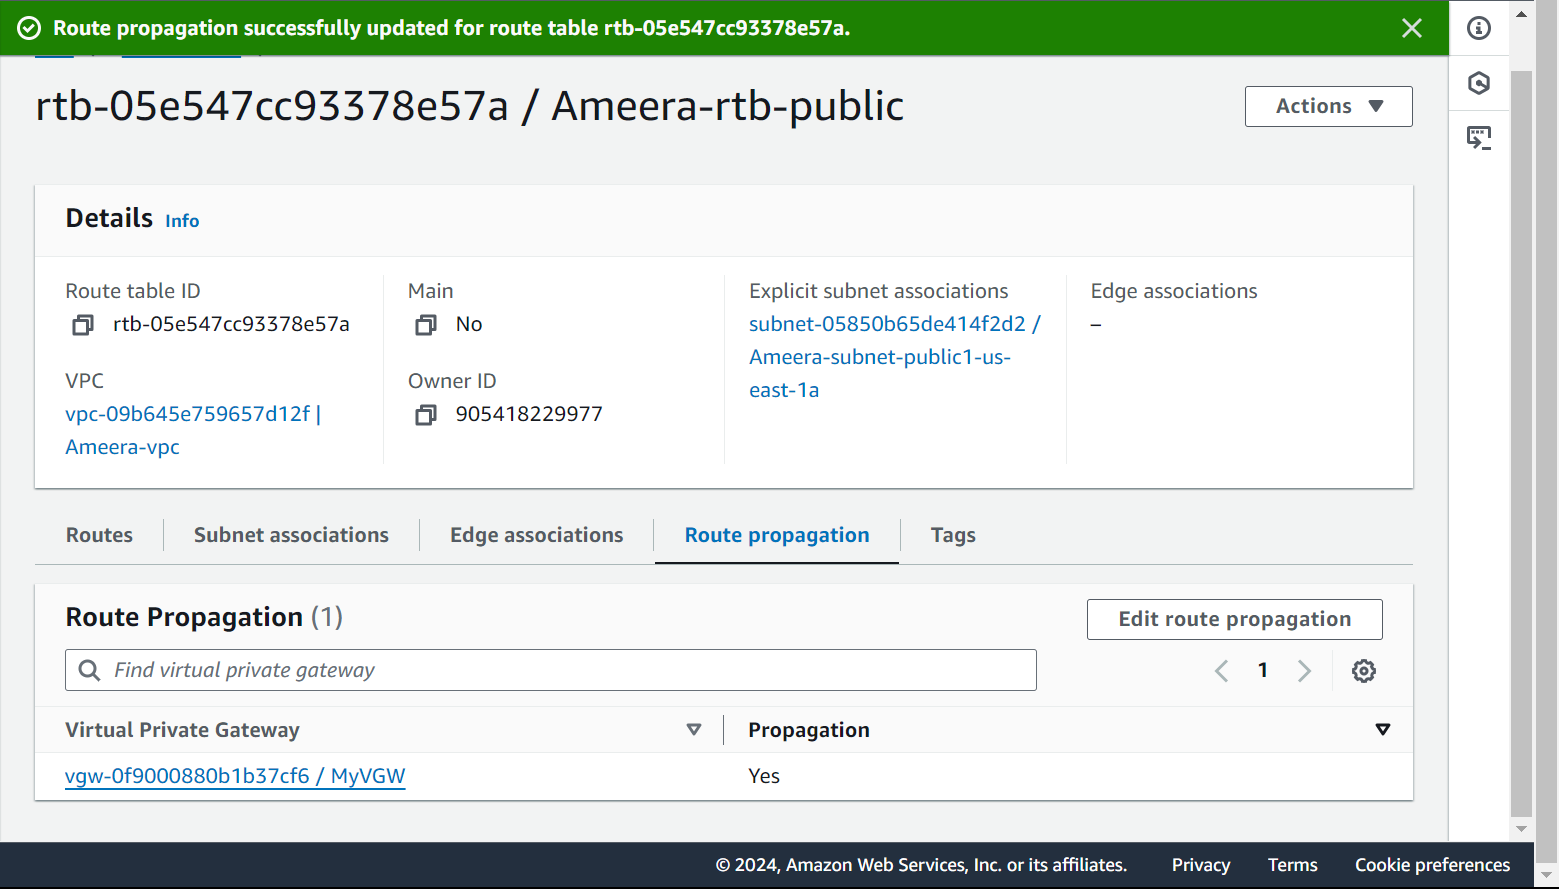 Route propagation successfully updated for route table rtb-05e547cc93378e57a.
rtb-05e547cc93378e57a / Ameera-rtb-public
Actions
Details Info
Route table ID
rtb-05e547cc93378e57a
Main
No
Explicit subnet associations
subnet-05850b65de414f2d2 /
Ameera-subnet-public1-us-
east-1a
Edge associations
–
VPC
vpc-09b645e759657d12f |
Ameera-vpc
Owner ID
905418229977
Routes
Subnet associations
Edge associations
Route propagation
Tags
Route Propagation (1)
Edit route propagation
Find virtual private gateway
1
Virtual Private Gateway
Propagation
vgw-0f9000880b1b37cf6 / MyVGW
Yes
© 2024, Amazon Web Services, Inc. or its affiliates.
Privacy
Terms
Cookie preferences